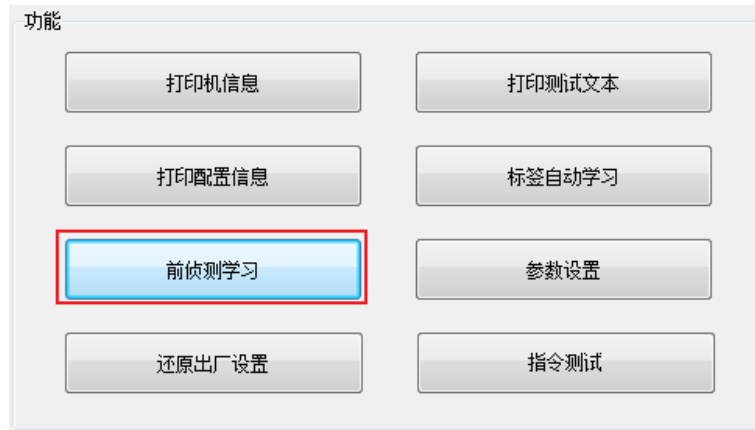 功能
打印机信息
打印测试文本
打印配置信息
标签自动学习
前侦测学习
参数设置
还原出厂设置
指令测试